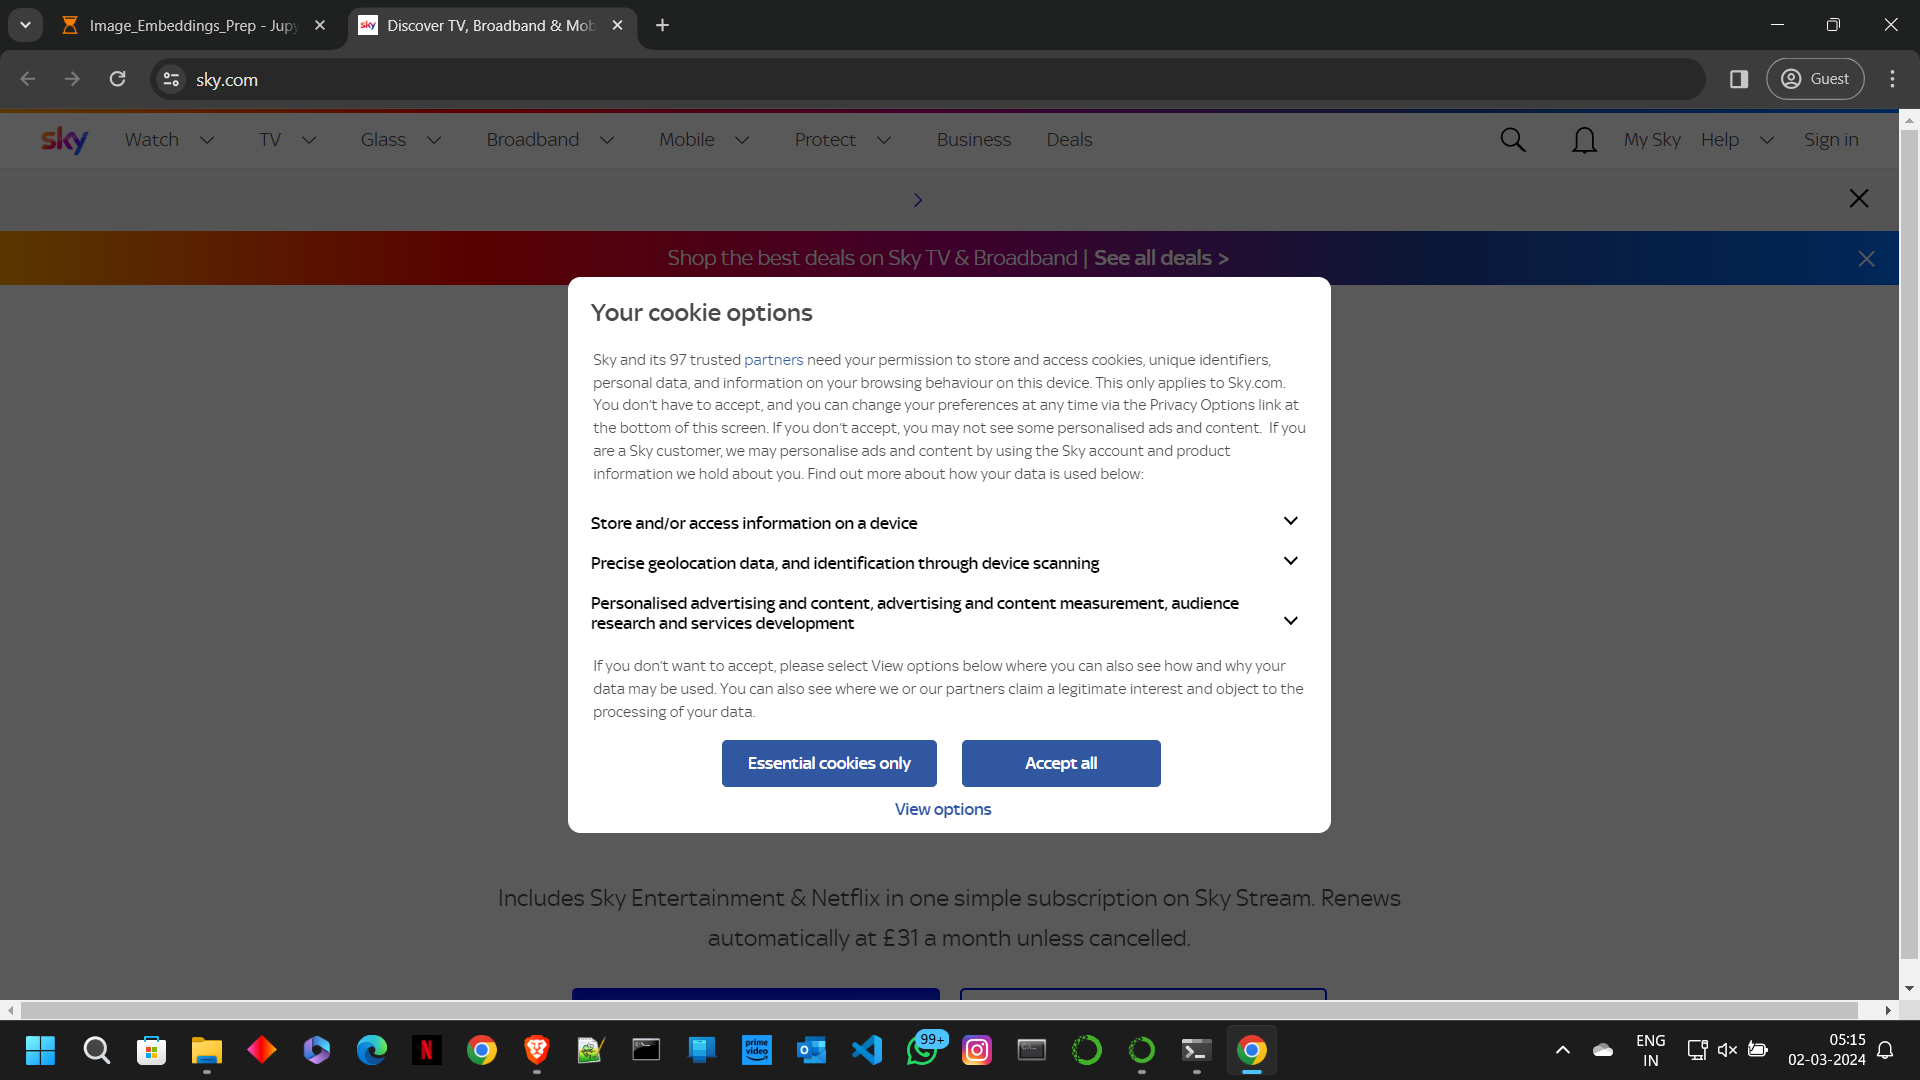 Image_Embeddings_Prep - Jupy
Discover TV, Broadband & Mob
sky.com
Guest
sky
Watch
TV
Glass
Broadband
Mobile
Protect
Business
Deals
My Sky
Help
Sign in
Shop the best deals on Sky TV & Broadband | See all deals >
Your cookie options
Sky and its 97 trusted partners need your permission to store and access cookies, unique identifiers,
personal data, and information on your browsing behaviour on this device. This only applies to Sky.com.
You don't have to accept, and you can change your preferences at any time via the Privacy Options link at
the bottom of this screen. If you don't accept, you may not see some personalised ads and content. If you
are a Sky customer, we may personalise ads and content by using the Sky account and product
information we hold about you. Find out more about how your data is used below:
Store and/or access information on a device
Precise geolocation data, and identification through device scanning
Personalised advertising and content, advertising and content measurement, audience
research and services development
If you don't want to accept, please select View options below where you can also see how and why your
data may be used. You can also see where we or our partners claim a legitimate interest and object to the
processing of your data.
Essential cookies only
Accept all
View options
Includes Sky Entertainment & Netflix in one simple subscription on Sky Stream. Renews
automatically at £31 a month unless cancelled.
prime
video
99+
ENG
IN
05:15
02-03-2024